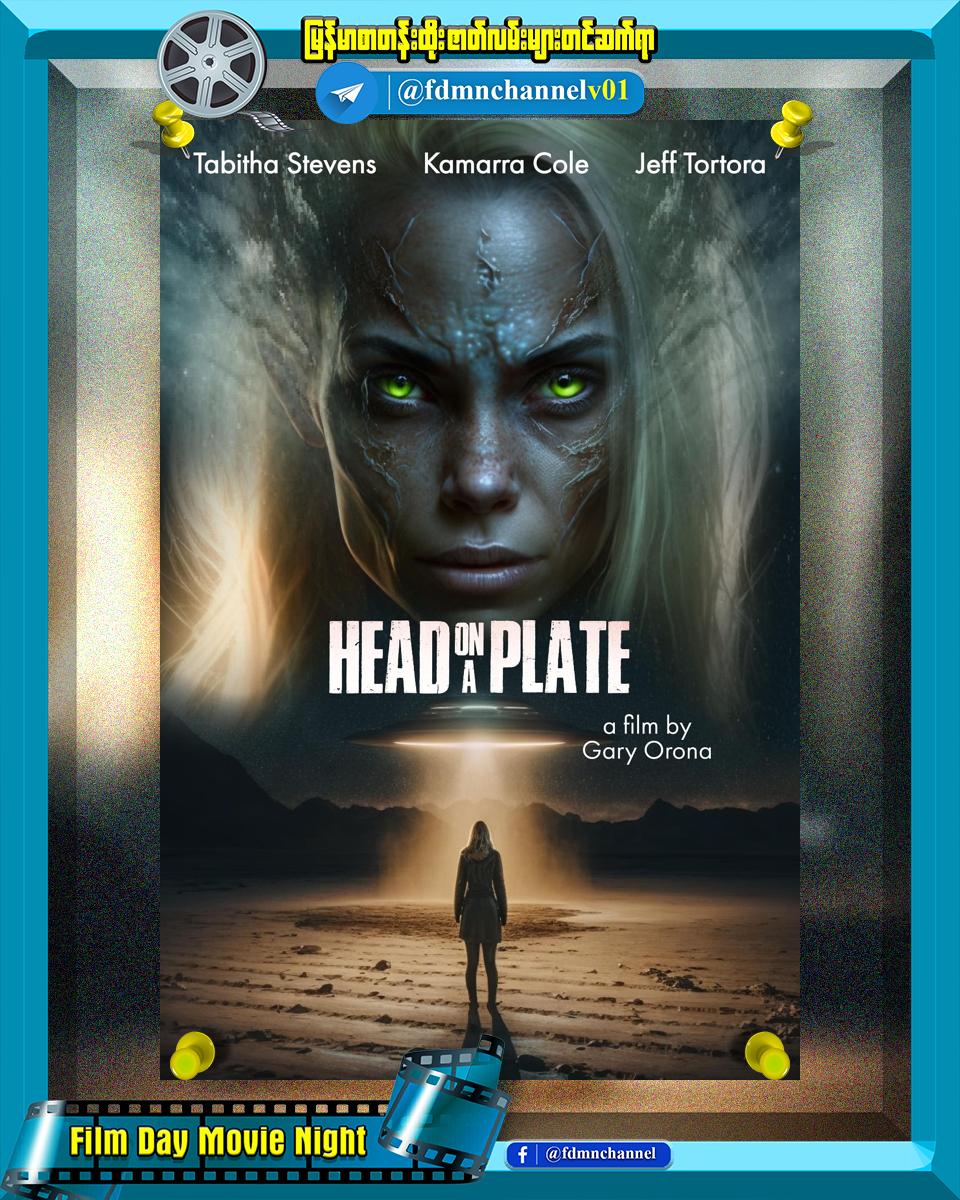 မြန်မာစာတန်းထိုးဇာတ်လမ်းများတင်ဆက်ရာ
@fdmnchannelv01
Tabitha Stevens Kamarra Cole Jeff Tortora
HEAD ON A PLATE
a film by
Gary Orona
Film Day Movie Night
@fdmnchannel